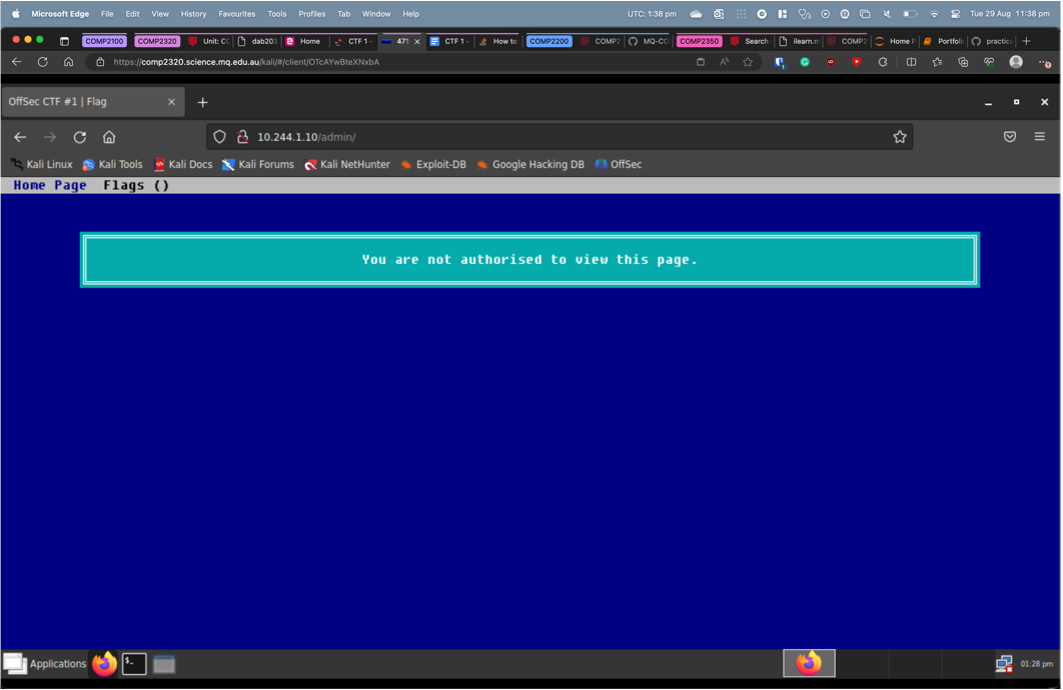 Microsoft Edge File Edit View History Favourites Tools Profiles Tab Window Help UTC: 1:38 pm Tue 29 Aug 11:38 pm
COMP2100 COMP2320 Unit: CC dab202 Home CTF 1 – 471 CTF 1 – How to COMP2200 COMP2 MQ-CO COMP2350 Search ilearn.m COMP2 Home P Portfoli practic
https://comp2320.science.mq.edu.au/kali/#/client/OTcAYwBteXNxbA
OffSec CTF #1 | Flag
10.244.1.10/admin/
Kali Linux Kali Tools Kali Docs Kali Forums Kali NetHunter Exploit-DB Google Hacking DB OffSec
Home Page Flags ()
You are not authorised to view this page.
Applications 01:28 pm